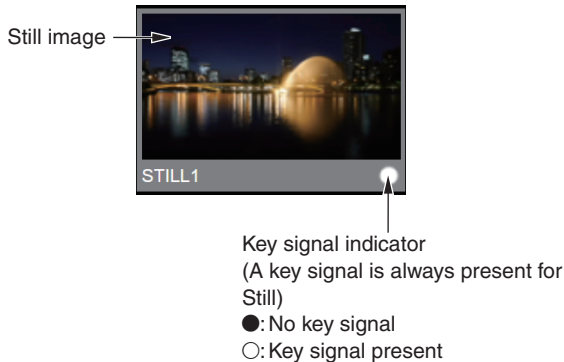 Still image
STILL1
Key signal indicator
(A key signal is always present for
Still)
●: No key signal
○: Key signal present